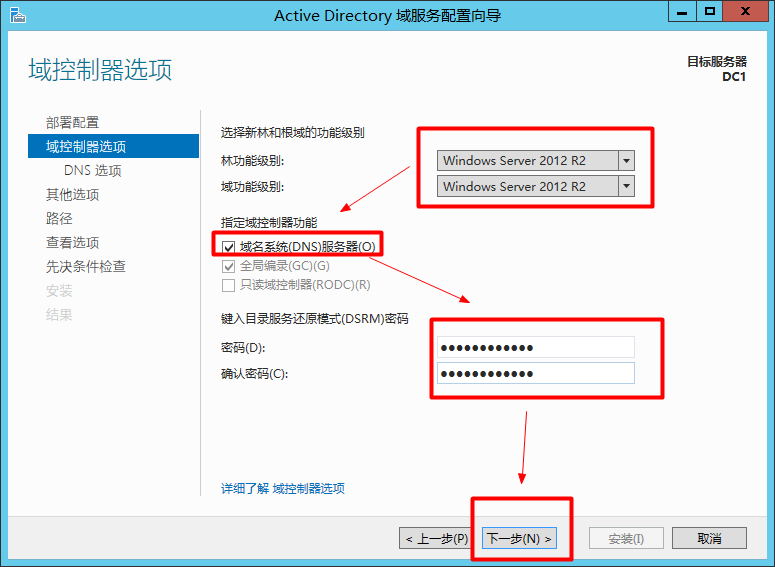 Active Directory 域服务配置向导
域控制器选项
目标服务器
DC1
部署配置
域控制器选项
DNS 选项
其他选项
路径
查看选项
先决条件检查
安装
结果
选择新林和根域的功能级别
林功能级别:
Windows Server 2012 R2
域功能级别:
Windows Server 2012 R2
指定域控制器功能
域名系统(DNS)服务器(O)
全局编录(GC)(G)
只读域控制器(RODC)(R)
键入目录服务还原模式(DSRM)密码
密码(D):
●●●●●●●●●●●●
确认密码(C):
●●●●●●●●●●●●
详细了解 域控制器选项
< 上一步(P)
下一步(N) >
安装(I)
取消